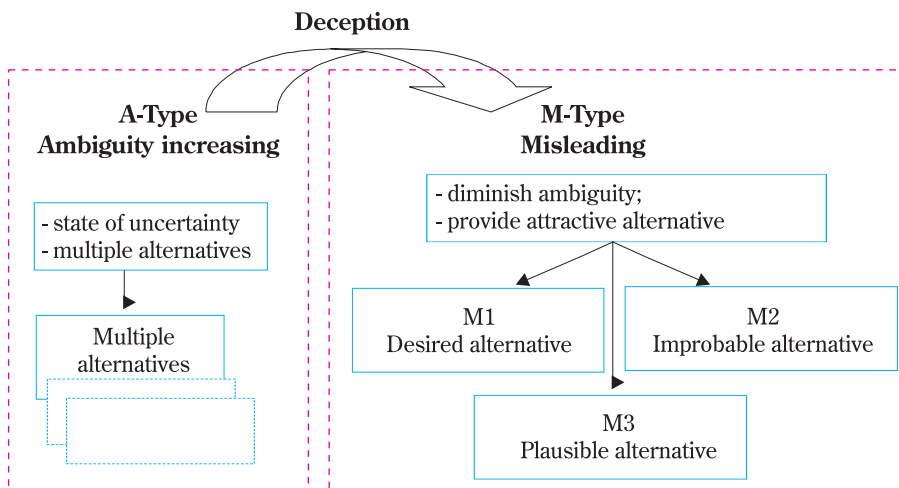 Deception
A-Type
Ambiguity increasing
- state of uncertainty
- multiple alternatives
Multiple
alternatives
M-Type
Misleading
- diminish ambiguity;
- provide attractive alternative
M1
Desired alternative
M2
Improbable alternative
M3
Plausible alternative